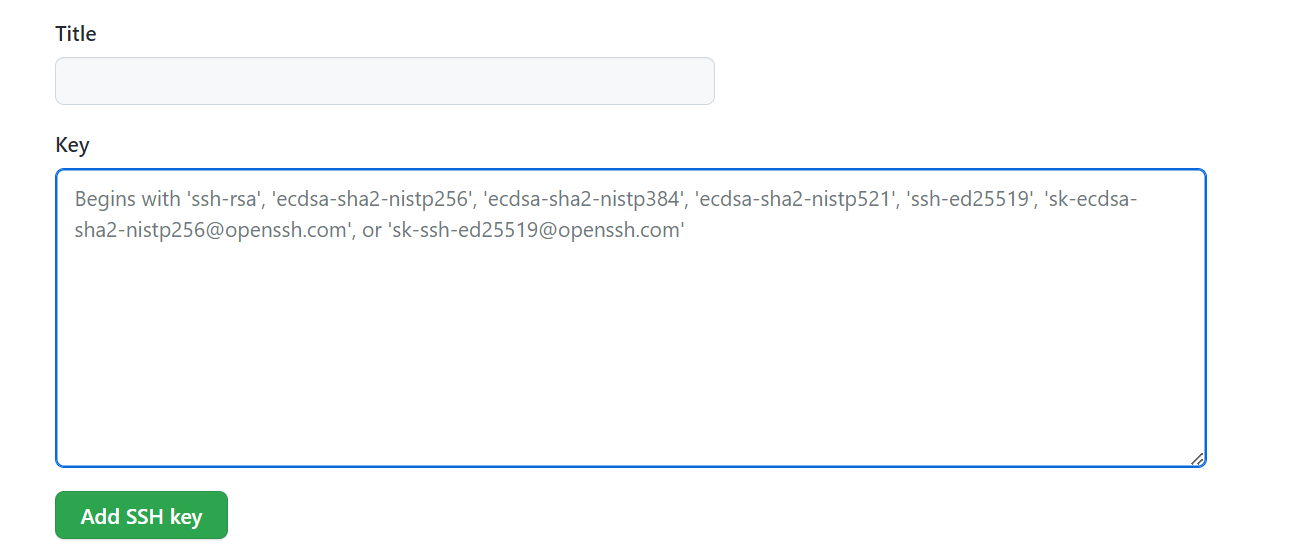 Title
Key
Begins with 'ssh-rsa', 'ecdsa-sha2-nistp256', 'ecdsa-sha2-nistp384', 'ecdsa-sha2-nistp521', 'ssh-ed25519', 'sk-ecdsa-
sha2-nistp256@openssh.com', or 'sk-ssh-ed25519@openssh.com'
Add SSH key